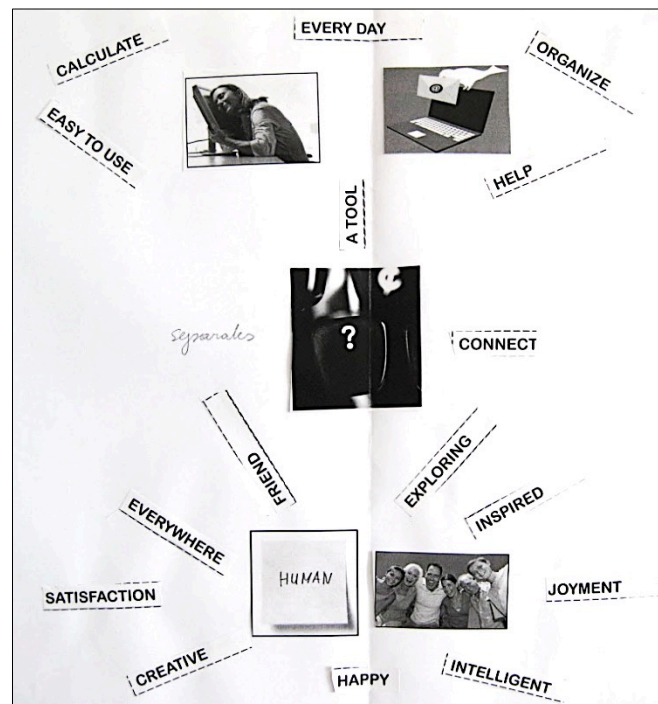 EVERY DAY
CALCULATE
ORGANIZE
EASY TO USE
HELP
A TOOL
@
?
separates
CONNECT
FRIEND
EXPLORING
INSPIRED
EVERYWHERE
HUMAN
SATISFACTION
JOYMENT
CREATIVE
HAPPY
INTELLIGENT